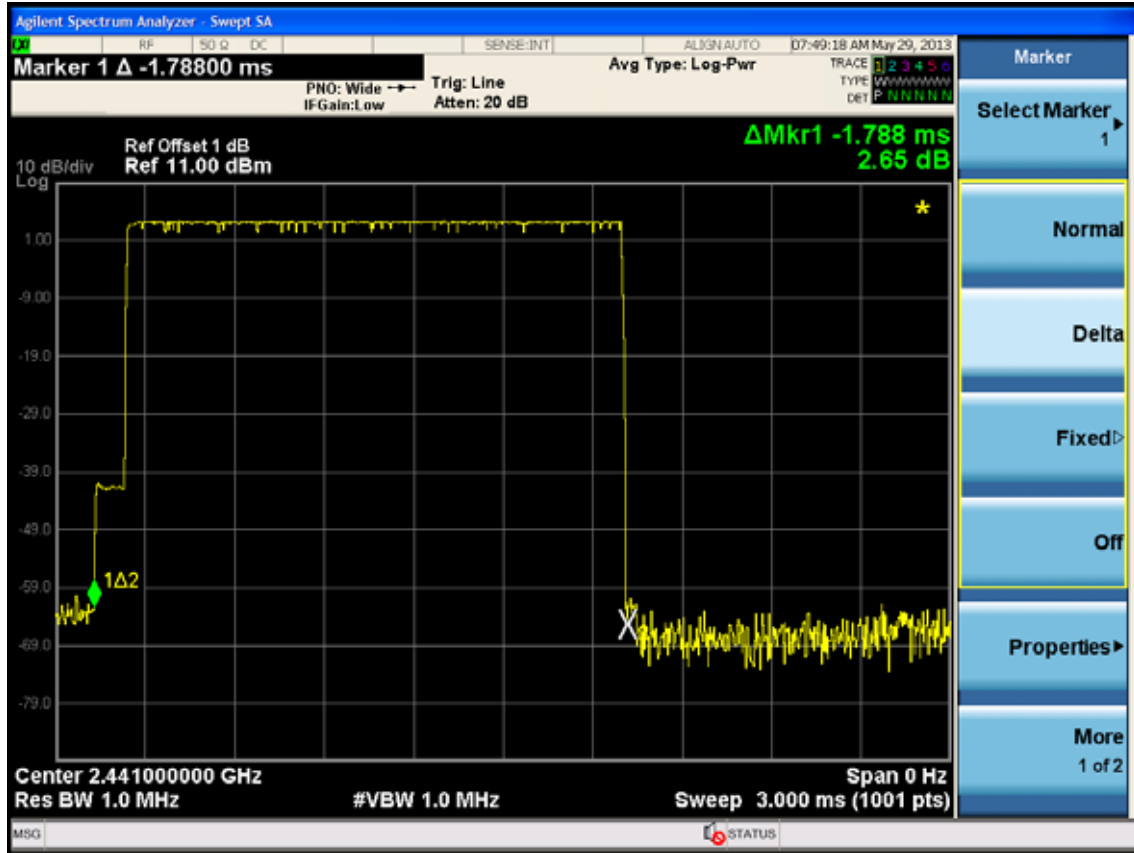 Agilent Spectrum Analyzer - Swept SA
LXI RF 50 Ω DC SENSE:INT ALIGNAUTO 07:49:18 AM May 29, 2013
Marker 1 Δ -1.78800 ms
PNO: Wide
IFGain:Low
Trig: Line
Atten: 20 dB
Avg Type: Log-Pwr
TRACE 1 2 3 4 5 6
TYPE WWWWWW
DET P N N N N N
ΔMkr1 -1.788 ms
2.65 dB
Ref Offset 1 dB
10 dB/div Ref 11.00 dBm
Log
*
1.00
-9.00
-19.0
-29.0
-39.0
-49.0
-59.0
-69.0
-79.0
1Δ2
X
Center 2.441000000 GHz Span 0 Hz
Res BW 1.0 MHz #VBW 1.0 MHz Sweep 3.000 ms (1001 pts)
MSG STATUS
Marker
Select Marker
1
Normal
Delta
Fixed
Off
Properties
More
1 of 2